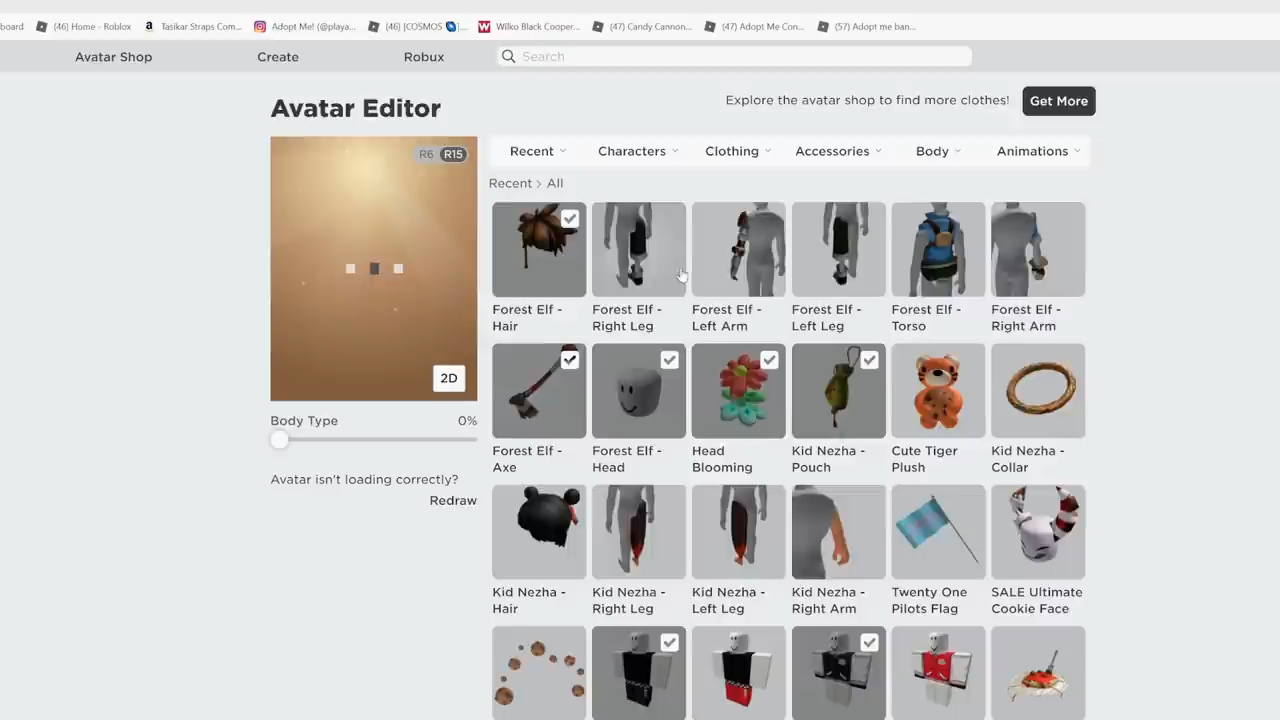 board (46) Home - Roblox Tasikar Straps Com... Adopt Me! (@playa... (46) [COSMOS ]... Wilko Black Cooper... (47) Candy Cannon... (47) Adopt Me Con... (57) Adopt me ban...
Avatar Shop Create Robux Search
Avatar Editor
Explore the avatar shop to find more clothes! Get More
R6 R15
2D
Body Type 0%
Avatar isn't loading correctly?
Redraw
Recent Characters Clothing Accessories Body Animations
Recent > All
Forest Elf - Forest Elf - Forest Elf - Forest Elf - Forest Elf - Forest Elf -
Hair Right Leg Left Arm Left Leg Torso Right Arm
Forest Elf - Forest Elf - Head Kid Nezha - Cute Tiger Kid Nezha -
Axe Head Blooming Pouch Plush Collar
Kid Nezha - Kid Nezha - Kid Nezha - Kid Nezha - Twenty One SALE Ultimate
Hair Right Leg Left Leg Right Arm Pilots Flag Cookie Face